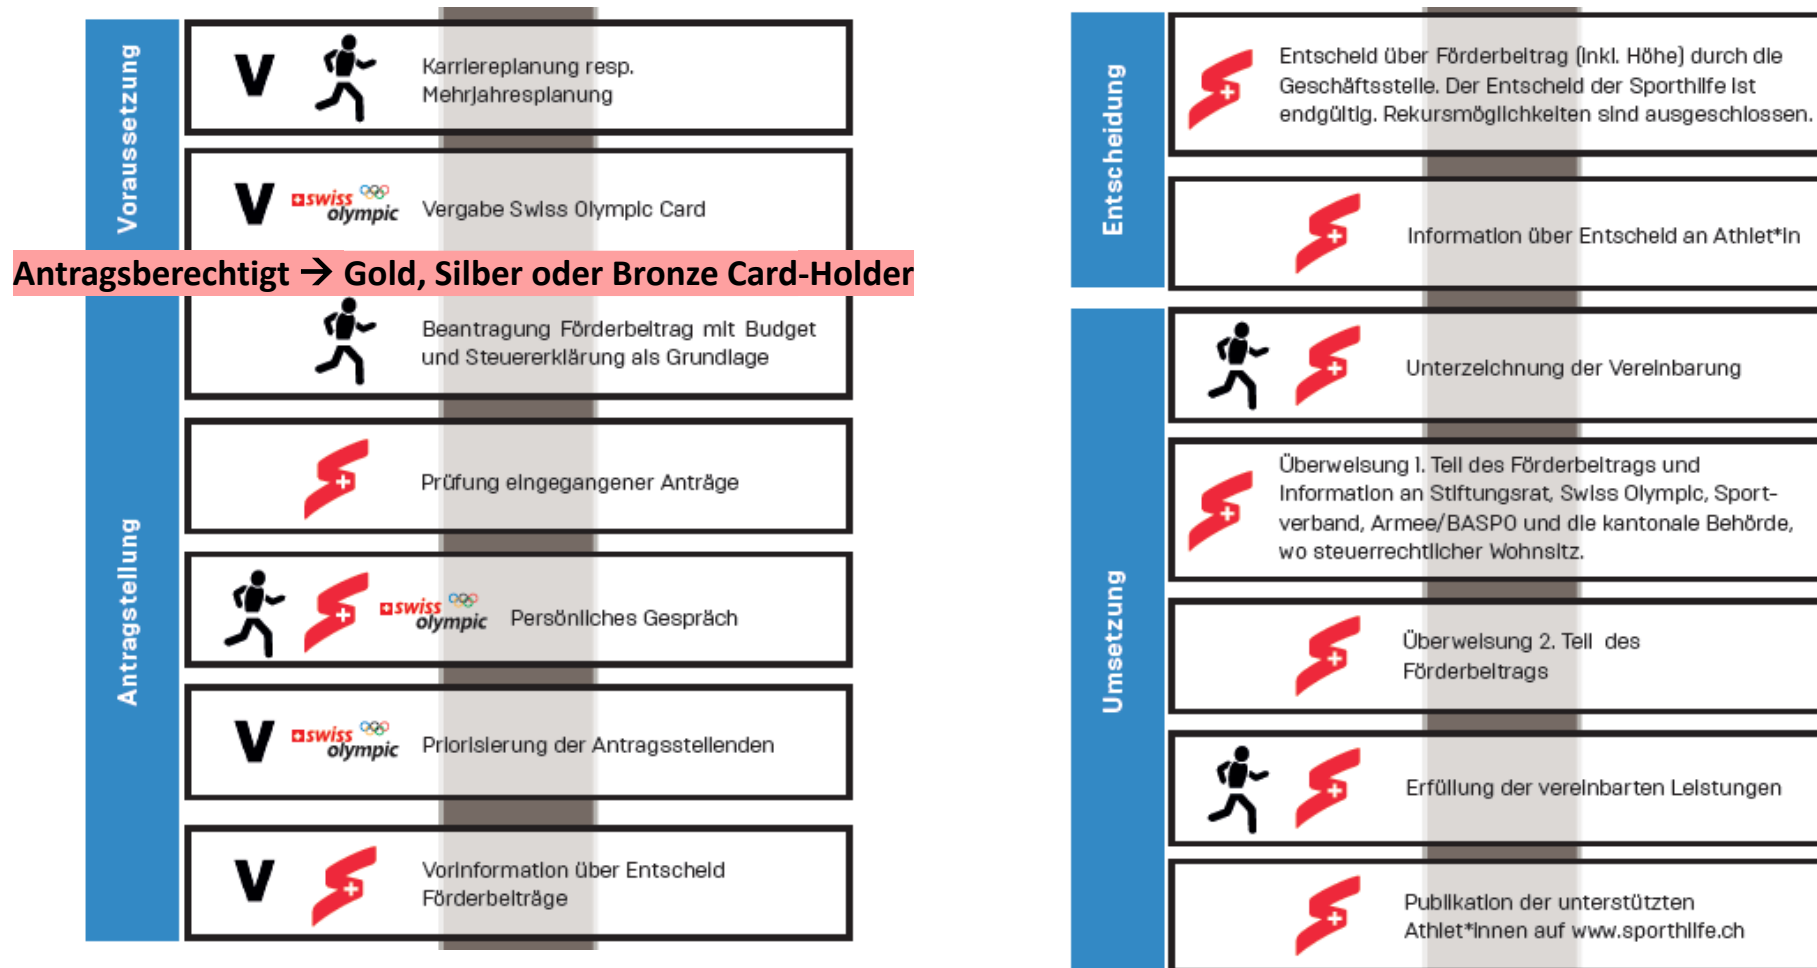 Voraussetzung
V
Karriereplanung resp.
Mehrjahresplanung
V
swiss
olympic
Vergabe Swiss Olympic Card
Antragsberechtigt → Gold, Silber oder Bronze Card-Holder
Antragstellung
Beantragung Förderbeitrag mit Budget
und Steuererklärung als Grundlage
Prüfung eingegangener Anträge
swiss
olympic
Persönliches Gespräch
V
swiss
olympic
Priorisierung der Antragsstellenden
V
Vorinformation über Entscheid
Förderbeiträge
Entscheidung
Entscheid über Förderbeitrag (inkl. Höhe) durch die
Geschäftsstelle. Der Entscheid der Sporthilfe ist
endgültig. Rekursmöglichkeiten sind ausgeschlossen.
Information über Entscheid an Athlet*in
Umsetzung
Unterzeichnung der Vereinbarung
Überweisung 1. Teil des Förderbeitrags und
Information an Stiftungsrat, Swiss Olympic, Sport-
verband, Armee/BASPO und die kantonale Behörde,
wo steuerrechtlicher Wohnsitz.
Überweisung 2. Teil des
Förderbeitrags
Erfüllung der vereinbarten Leistungen
Publikation der unterstützten
Athlet*innen auf www.sporthilfe.ch